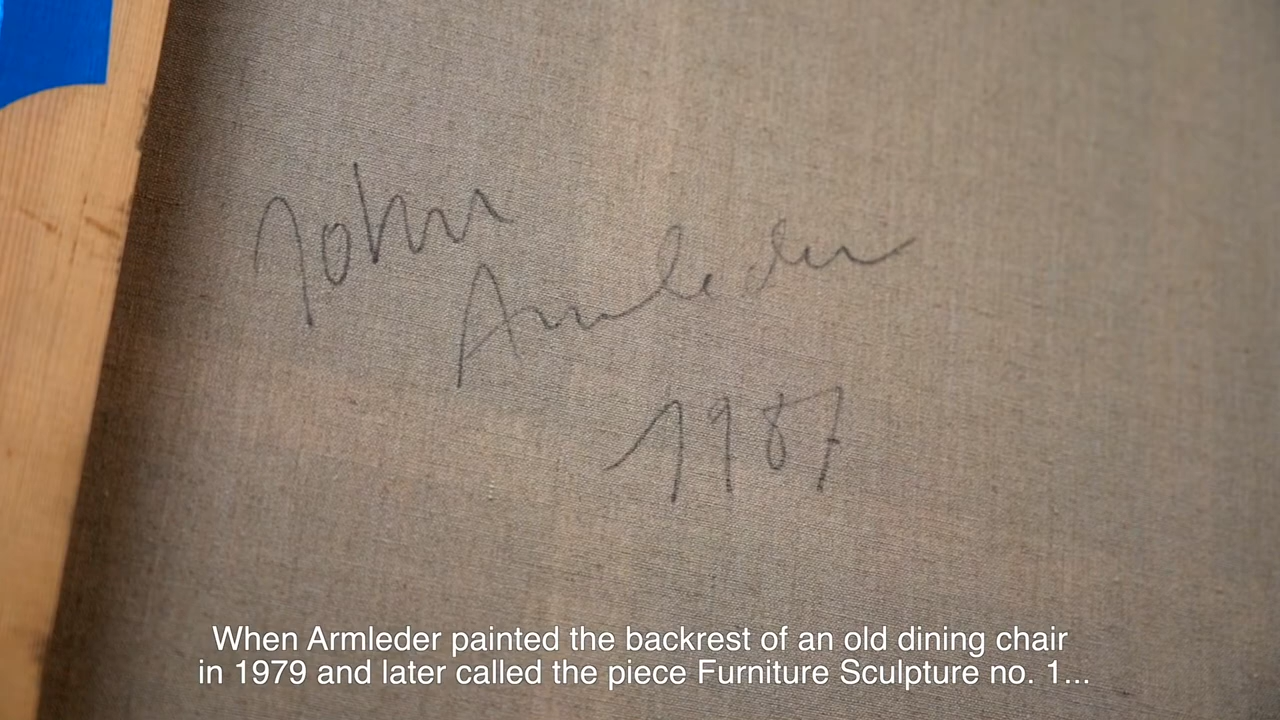 John
Armleder
1987
When Armleder painted the backrest of an old dining chair
in 1979 and later called the piece Furniture Sculpture no. 1...